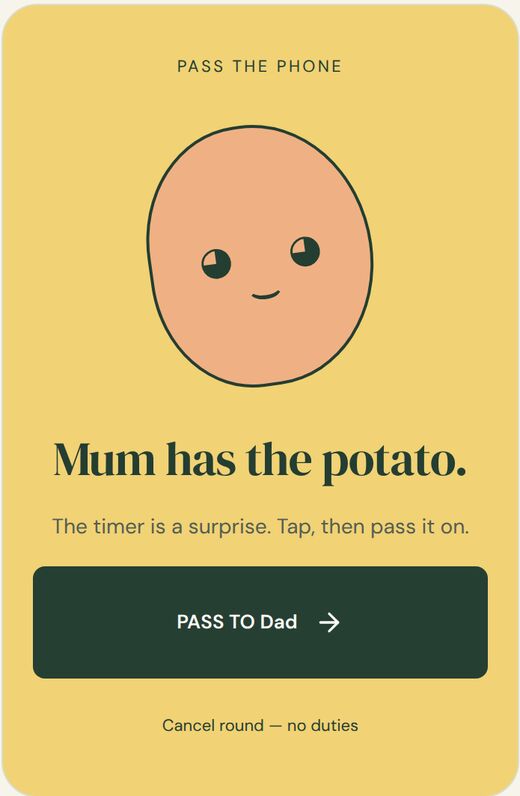 PASS THE PHONE
Mum has the potato.
The timer is a surprise. Tap, then pass it on.
PASS TO Dad →
Cancel round — no duties